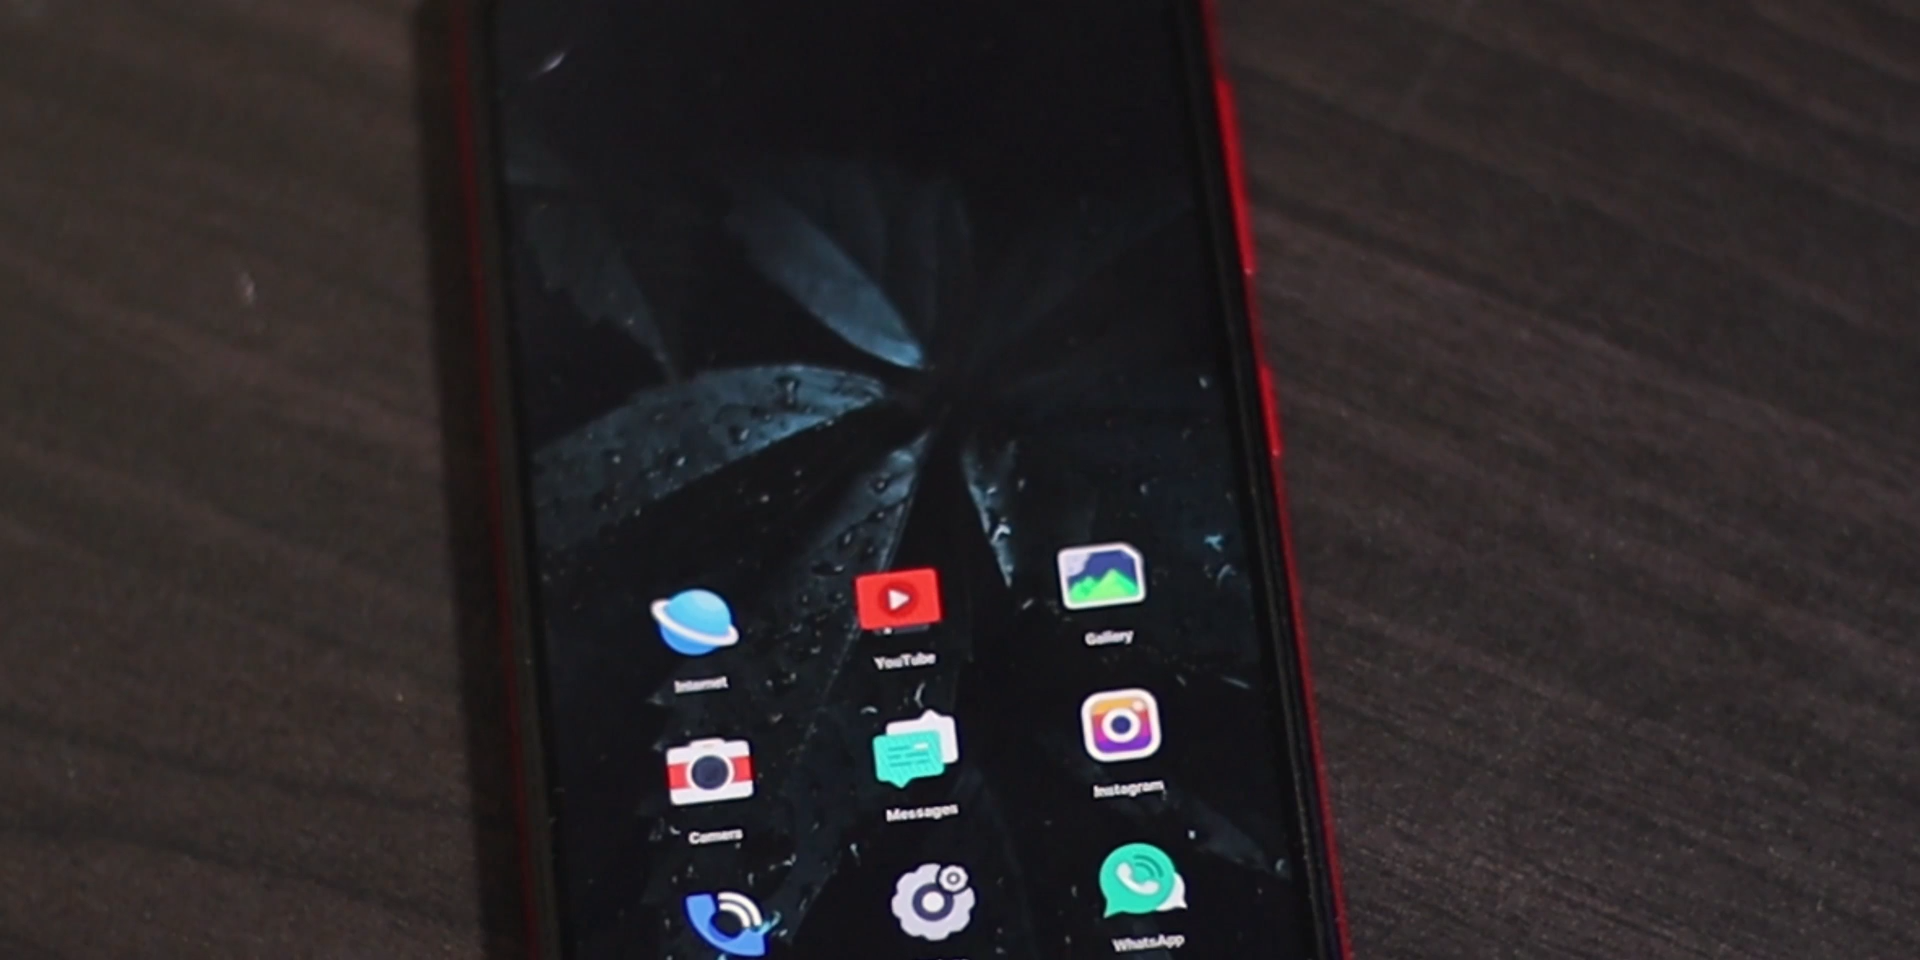 Internet
YouTube
Gallery
Camera
Messages
Instagram
WhatsApp